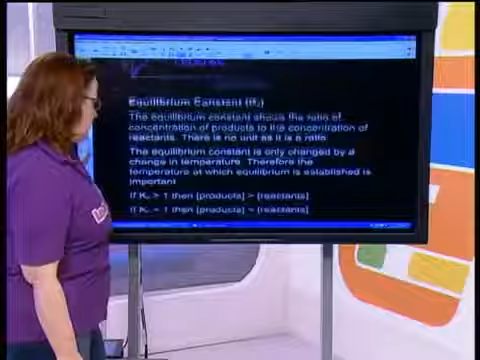 Equilibrium Constant (Kc)
The equilibrium constant shows the ratio of
concentration of products to the concentration of
reactants. There is no unit as it is a ratio.
The equilibrium constant is only changed by a
change in temperature. Therefore the
temperature at which equilibrium is established is
important
If Kc > 1 then [products] > [reactants]
If Kc < 1 then [products] < [reactants]